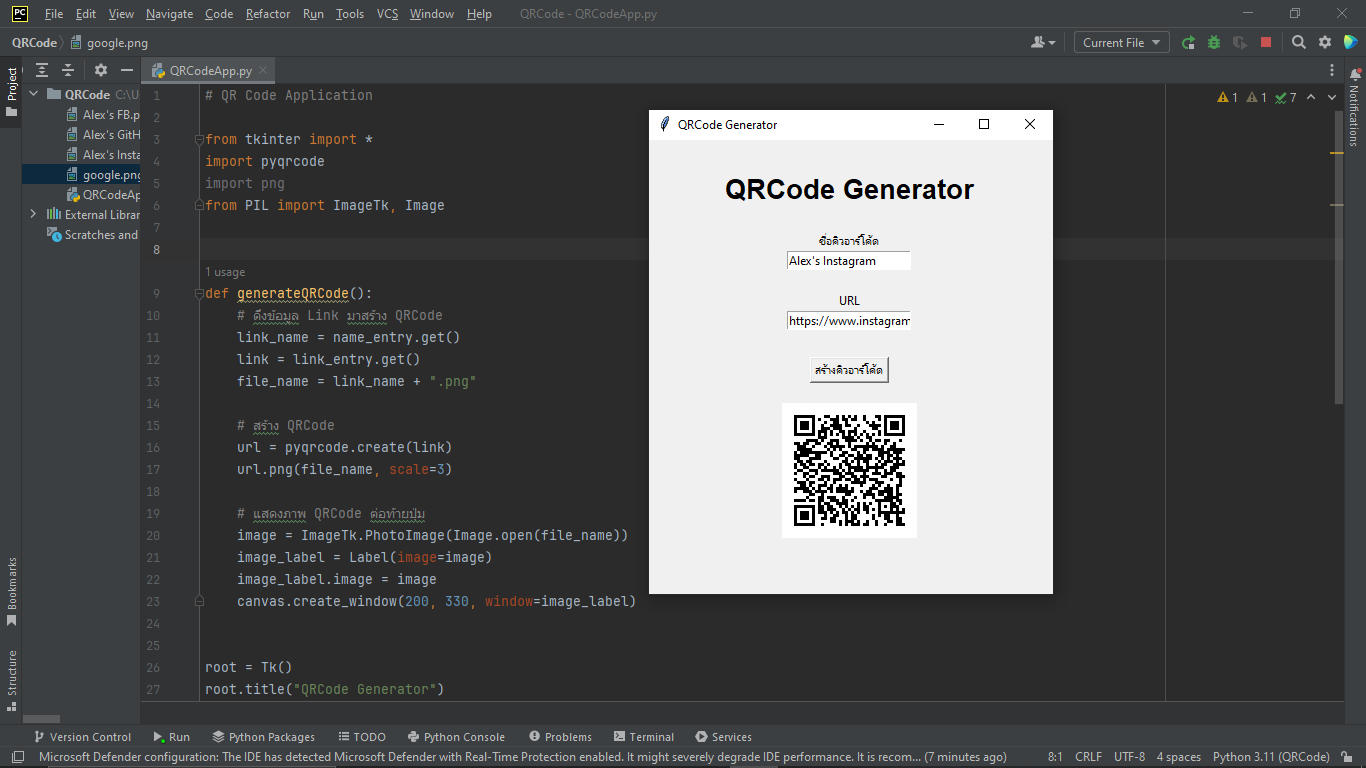 PC File Edit View Navigate Code Refactor Run Tools VCS Window Help QRCode - QRCodeApp.py
QRCode google.png Current File
Project QRCodeApp.py
QRCode C:\U
Alex's FB.p
Alex's GitH
Alex's Insta
google.png
QRCodeAp
External Librar
Scratches and
Bookmarks
Structure
1 # QR Code Application
2
3 from tkinter import *
4 import pyqrcode
5 import png
6 from PIL import ImageTk, Image
7
8
1 usage
9 def generateQRCode():
10 # ดึงข้อมูล Link มาสร้าง QRCode
11 link_name = name_entry.get()
12 link = link_entry.get()
13 file_name = link_name + ".png"
14
15 # สร้าง QRCode
16 url = pyqrcode.create(link)
17 url.png(file_name, scale=3)
18
19 # แสดงภาพ QRCode ต่อท้ายปุ่ม
20 image = ImageTk.PhotoImage(Image.open(file_name))
21 image_label = Label(image=image)
22 image_label.image = image
23 canvas.create_window(200, 330, window=image_label)
24
25
26 root = Tk()
27 root.title("QRCode Generator")
1 1 7
Notifications
QRCode Generator
QRCode Generator
ชื่อคิวอาร์โค้ด
Alex's Instagram
URL
https://www.instagram
สร้างคิวอาร์โค้ด
Version Control Run Python Packages TODO Python Console Problems Terminal Services
Microsoft Defender configuration: The IDE has detected Microsoft Defender with Real-Time Protection enabled. It might severely degrade IDE performance. It is recom... (7 minutes ago) 8:1 CRLF UTF-8 4 spaces Python 3.11 (QRCode)